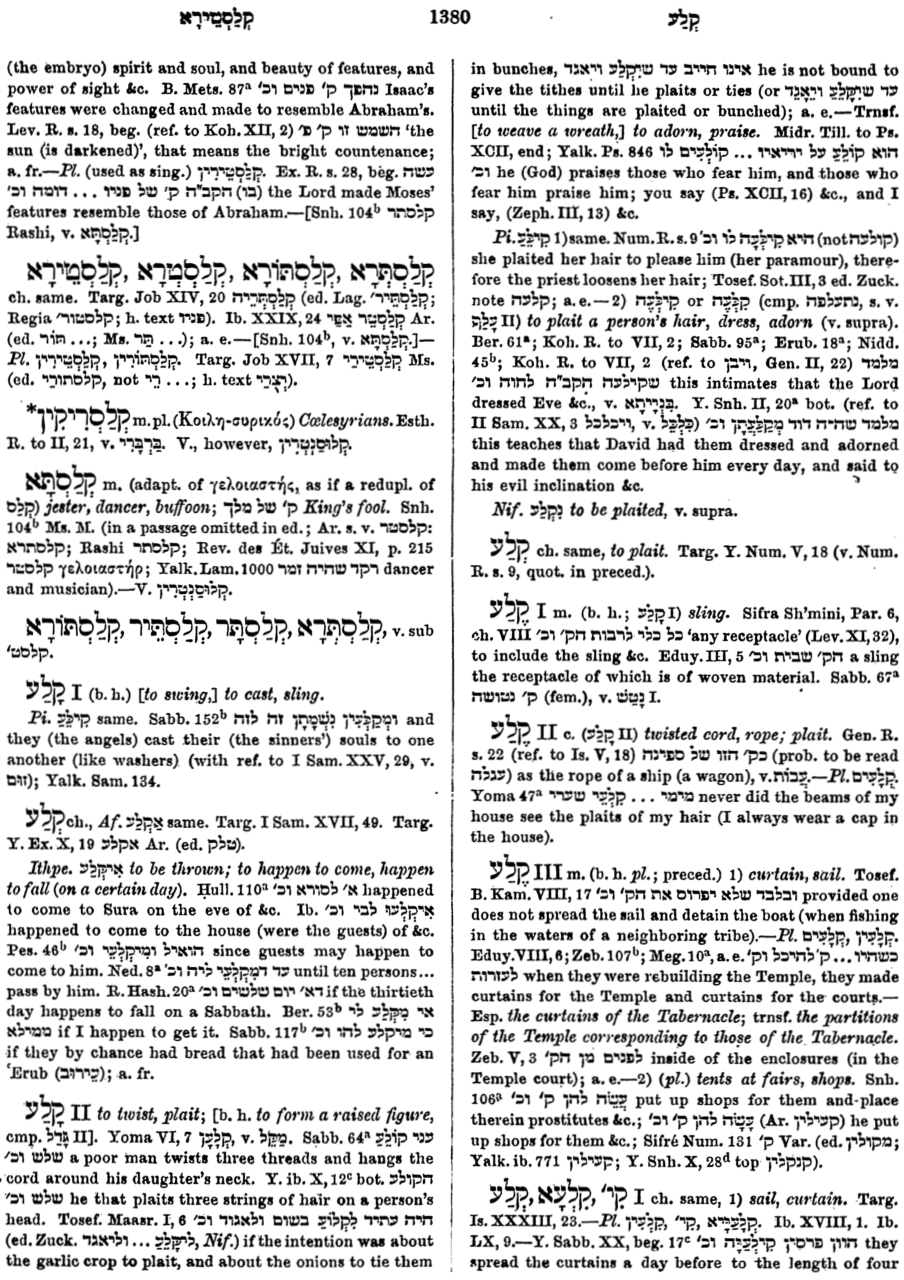 קְלַסְטֵירָא 1380 קְלַע
(the embryo) spirit and soul, and beauty of features, and
power of sight &c. B. Mets. 87ᵃ נהפך ק' פנים וכ' Isaac's
features were changed and made to resemble Abraham's.
Lev. R. s. 18, beg. (ref. to Koh. XII, 2) השמש זו ק' פ' 'the
sun (is darkened)', that means the bright countenance;
a. fr.—Pl. (used as sing.) קְלַסְטֵירִין. Ex. R. s. 28, beg. עשה
בו) הקב"ה ק' של פניו ... דומה וכ') the Lord made Moses'
features resemble those of Abraham.—[Snh. 104ᵇ קלסתר
Rashi, v. קַלַּסְתָּא.]
קְלַסְתְּרָא, קְלַסְתּוֹרָא, קְלַסְטְרָא, קְלַסְטֵירָא
ch. same. Targ. Job XIV, 20 קְלַסְתְּרֵיהּ (ed. Lag. קְלַסְתֵּיר';
Regia קלסטור'; h. text פניו). Ib. XXIX, 24 קְלַסְטֵר אַפֵּי Ar.
(ed. תּוֹר ...; Ms. תַּר ...); a. e.—[Snh. 104ᵇ, v. קַלַּסְתָּא.]—
Pl. קְלַסְתּוֹרִין, קְלַסְטֵירִין. Targ. Job XVII, 7 קְלַסְטֵירַי Ms.
(ed. קלסתורי, not רֵי ...; h. text יְצֻרַי).
*קְלַסְרִיקִין m. pl. (Κοιλη-συρικός) Cœlesyrians. Esth.
R. to II, 21, v. בַּרְבָּרִי. V., however, קְלוּסַנְטְרִין.
קַלַּסְתָּא m. (adapt. of γελοιαστής, as if a redupl. of
קלס) jester, dancer, buffoon; ק' של מלך King's fool. Snh.
104ᵇ Ms. M. (in a passage omitted in ed.; Ar. s. v. קלסטר:
קלסתרא; Rashi קלסתר; Rev. des Ét. Juives XI, p. 215
קלסטר γελοιαστήρ; Yalk. Lam. 1000 רקד שהיה זמר dancer
and musician).—V. קְלוּסַנְטְרִין.
קְלַסְתְּרָא, קְלַסְתָּר, קְלַסְתֵּיר, קְלַסְתּוֹרָא, v. sub
קלסט'.
קָלַע I (b. h.) [to swing,] to cast, sling.
Pi. קִילֵּעַ same. Sabb. 152ᵇ ומְקַלְּעִין נִשְׁמָתָן זה לזה and
they (the angels) cast their (the sinners') souls to one
another (like washers) (with ref. to I Sam. XXV, 29, v.
זוּם); Yalk. Sam. 134.
קְלַע ch., Af. אַקְלַע same. Targ. I Sam. XVII, 49. Targ.
Y. Ex. X, 19 אקלע Ar. (ed. טלק).
Ithpe. אִיקְּלַע to be thrown; to happen to come, happen
to fall (on a certain day). Ḥull. 110ᵃ א' לסורא וכ' happened
to come to Sura on the eve of &c. Ib. אִיקְּלָעוּ לבי וכ'
happened to come to the house (were the guests) of &c.
Pes. 46ᵇ הואיל ומִיקַּלְעֵי וכ' since guests may happen to
come to him. Ned. 8ᵃ עד דמִקַּלְעֵי ליה וכ' until ten persons...
pass by him. R. Hash. 20ᵃ דא' יום שלשים וכ' if the thirtieth
day happens to fall on a Sabbath. Ber. 53ᵇ אי מִקְּלַע לי
if I happen to get it. Sabb. 117ᵇ כי מיקלע להו וכ' ממילא
if they by chance had bread that had been used for an
'Erub (עֵירוּב); a. fr.
קָלַע II to twist, plait; [b. h. to form a raised figure,
cmp. גָּדַל II]. Yoma VI, 7 קְלָעָן, v. מַקֵּל. Sabb. 64ᵃ עני קוֹלֵעַ
שלש וכ' a poor man twists three threads and hangs the
cord around his daughter's neck. Y. ib. X, 12ᶜ bot. הקולע
שלש וכ' he that plaits three strings of hair on a person's
head. Tosef. Maasr. I, 6 היה עתיד לִקְלוֹעַ בשום ולאגוד וכ'
(ed. Zuck. לִיקָּלֵעַ ... וליאגד, Nif.) if the intention was about
the garlic crop to plait, and about the onions to tie them
in bunches, אינו חייב עד שיִקְלַע ויאגד he is not bound to
give the tithes until he plaits or ties (or עד שיִקָּלַע וְיֵאָגֵד
until the things are plaited or bunched); a. e.—Trnsf.
[to weave a wreath,] to adorn, praise. Midr. Till. to Ps.
XCII, end; Yalk. Ps. 846 הוא קוֹלֵעַ על יריאיו ... קוֹלְעִים לו
וכ' he (God) praises those who fear him, and those who
fear him praise him; you say (Ps. XCII, 16) &c., and I
say, (Zeph. III, 13) &c.
Pi. קִילֵּעַ 1) same. Num. R. s. 9 היא קִילְּעָה לו וכ' (not קולעה)
she plaited her hair to please him (her paramour), there-
fore the priest loosens her hair; Tosef. Sot. III, 3 ed. Zuck.
note קלעה; a. e.—2) קִילְּעָה or קִלְּעָה (cmp. נתעלפה, s. v.
עָלַף II) to plait a person's hair, dress, adorn (v. supra).
Ber. 61ᵃ; Koh. R. to VII, 2; Sabb. 95ᵃ; Erub. 18ᵃ; Nidd.
45ᵇ; Koh. R. to VII, 2 (ref. to ויבן, Gen. II, 22) מלמד
שקילעה הקב"ה לחוה וכ' this intimates that the Lord
dressed Eve &c., v. בִּנְיָיתָא. Y. Snh. II, 20ᵃ bot. (ref. to
II Sam. XX, 3 ויכלכל, v. כִּלְכֵּל) מלמד שהיה דוד מְקַלְּעָתָן וכ'
this teaches that David had them dressed and adorned
and made them come before him every day, and said to
his evil inclination &c.
Nif. נִקְלַע to be plaited, v. supra.
קְלַע ch. same, to plait. Targ. Y. Num. V, 18 (v. Num.
R. s. 9, quot. in preced.).
קֶלַע I m. (b. h.; קָלַע I) sling. Sifra Sh'mini, Par. 6,
ch. VIII כל כלי לרבות הק' וכ' 'any receptacle' (Lev. XI, 32),
to include the sling &c. Eduy. III, 5 הק' שבית וכ' a sling
the receptacle of which is of woven material. Sabb. 67ᵃ
ק' נטושה (fem.), v. נָטַשׁ I.
קֶלַע II c. (קָלַע II) twisted cord, rope; plait. Gen. R.
s. 22 (ref. to Is. V, 18) כק' הזו של ספינה (prob. to be read
עגלה) as the rope of a ship (a wagon), v. עֲבוֹת.—Pl. קְלָעִים.
Yoma 47ᵃ מימי ... קַלְעֵי שערי never did the beams of my
house see the plaits of my hair (I always wear a cap in
the house).
קֶלַע III m. (b. h. pl.; preced.) 1) curtain, sail. Tosef.
B. Kam. VIII, 17 ובלבד שלא יפרוס את הק' וכ' provided one
does not spread the sail and detain the boat (when fishing
in the waters of a neighboring tribe).—Pl. קְלָעִים, קְלָעִין.
Eduy. VIII, 6; Zeb. 107ᵇ; Meg. 10ᵃ, a. e. כשהיו... ק' להיכל וק'
לעזרות when they were rebuilding the Temple, they made
curtains for the Temple and curtains for the courts.—
Esp. the curtains of the Tabernacle; trnsf. the partitions
of the Temple corresponding to those of the Tabernacle.
Zeb. V, 3 לפנים מן הק' inside of the enclosures (in the
Temple court); a. e.—2) (pl.) tents at fairs, shops. Snh.
106ᵃ עֲשֵׂה להן ק' וכ' put up shops for them and place
therein prostitutes &c.; עָשָׂה להן ק' וכ' (Ar. קעילין) he put
up shops for them &c.; Sifré Num. 131 ק' Var. (ed. מקולין;
Yalk. ib. 771 קעילין; Y. Snh. X, 28ᵈ top קנקלין).
קְלַע, קִלְעָא, קִי' I ch. same, 1) sail, curtain. Targ.
Is. XXXIII, 23.—Pl. קִלְעִין, קִי', קִלְעַיָּיא. Ib. XVIII, 1. Ib.
LX, 9.—Y. Sabb. XX, beg. 17ᶜ הוון פרסין קִילְעַיָּה וכ' they
spread the curtains a day before to the length of four